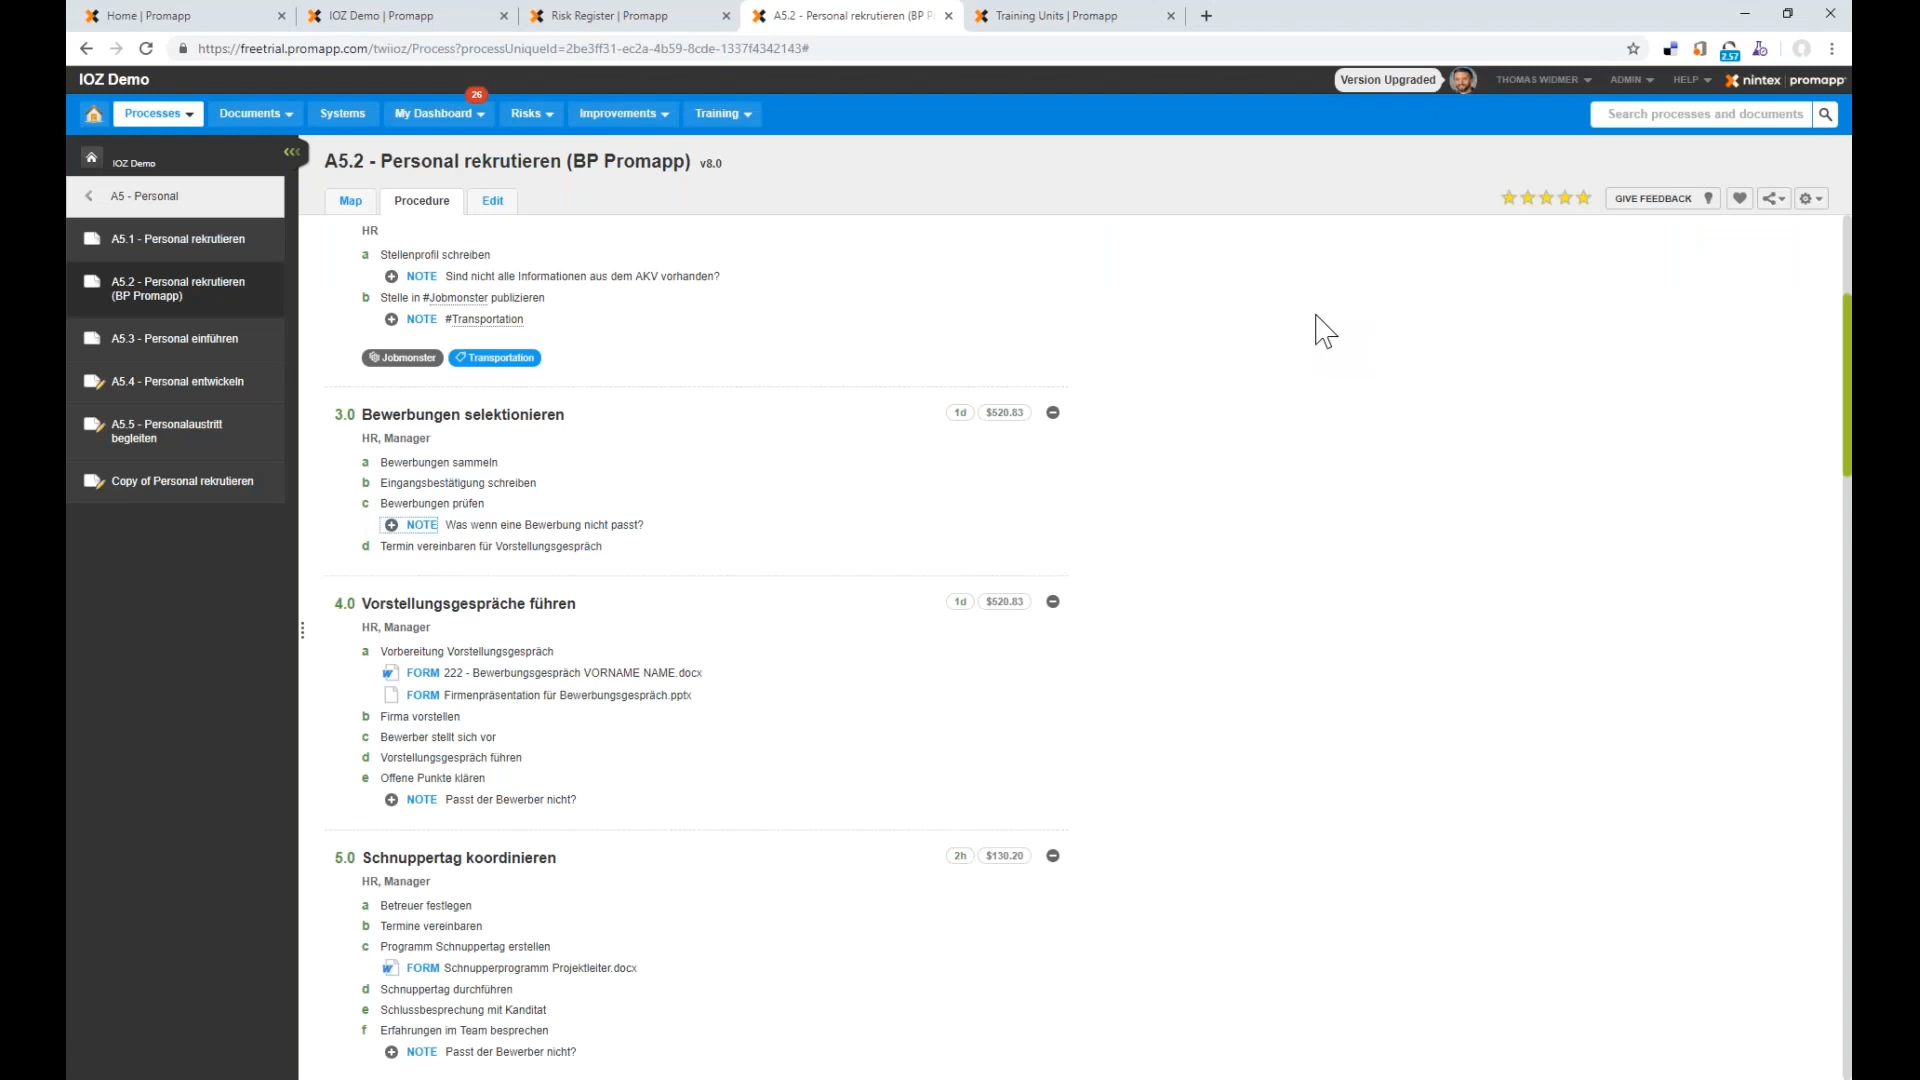 Home | Promapp
IOZ Demo | Promapp
Risk Register | Promapp
A5.2 - Personal rekrutieren (BP P
Training Units | Promapp
https://freetrial.promapp.com/twiioz/Process?processUniqueId=2be3ff31-ec2a-4b59-8cde-1337f4342143#
2.57
IOZ Demo
Version Upgraded
THOMAS WIDMER
ADMIN
HELP
nintex | promapp
Processes
Documents
Systems
My Dashboard
26
Risks
Improvements
Training
Search processes and documents
IOZ Demo
A5 - Personal
A5.1 - Personal rekrutieren
A5.2 - Personal rekrutieren
(BP Promapp)
A5.3 - Personal einführen
A5.4 - Personal entwickeln
A5.5 - Personalaustritt
begleiten
Copy of Personal rekrutieren
A5.2 - Personal rekrutieren (BP Promapp) v8.0
Map
Procedure
Edit
GIVE FEEDBACK
HR
a Stellenprofil schreiben
NOTE Sind nicht alle Informationen aus dem AKV vorhanden?
b Stelle in #Jobmonster publizieren
NOTE #Transportation
Jobmonster
Transportation
3.0 Bewerbungen selektionieren
1d
$520.83
HR, Manager
a Bewerbungen sammeln
b Eingangsbestätigung schreiben
c Bewerbungen prüfen
NOTE Was wenn eine Bewerbung nicht passt?
d Termin vereinbaren für Vorstellungsgespräch
4.0 Vorstellungsgespräche führen
1d
$520.83
HR, Manager
a Vorbereitung Vorstellungsgespräch
FORM 222 - Bewerbungsgespräch VORNAME NAME.docx
FORM Firmenpräsentation für Bewerbungsgespräch.pptx
b Firma vorstellen
c Bewerber stellt sich vor
d Vorstellungsgespräch führen
e Offene Punkte klären
NOTE Passt der Bewerber nicht?
5.0 Schnuppertag koordinieren
2h
$130.20
HR, Manager
a Betreuer festlegen
b Termine vereinbaren
c Programm Schnuppertag erstellen
FORM Schnupperprogramm Projektleiter.docx
d Schnuppertag durchführen
e Schlussbesprechung mit Kanditat
f Erfahrungen im Team besprechen
NOTE Passt der Bewerber nicht?